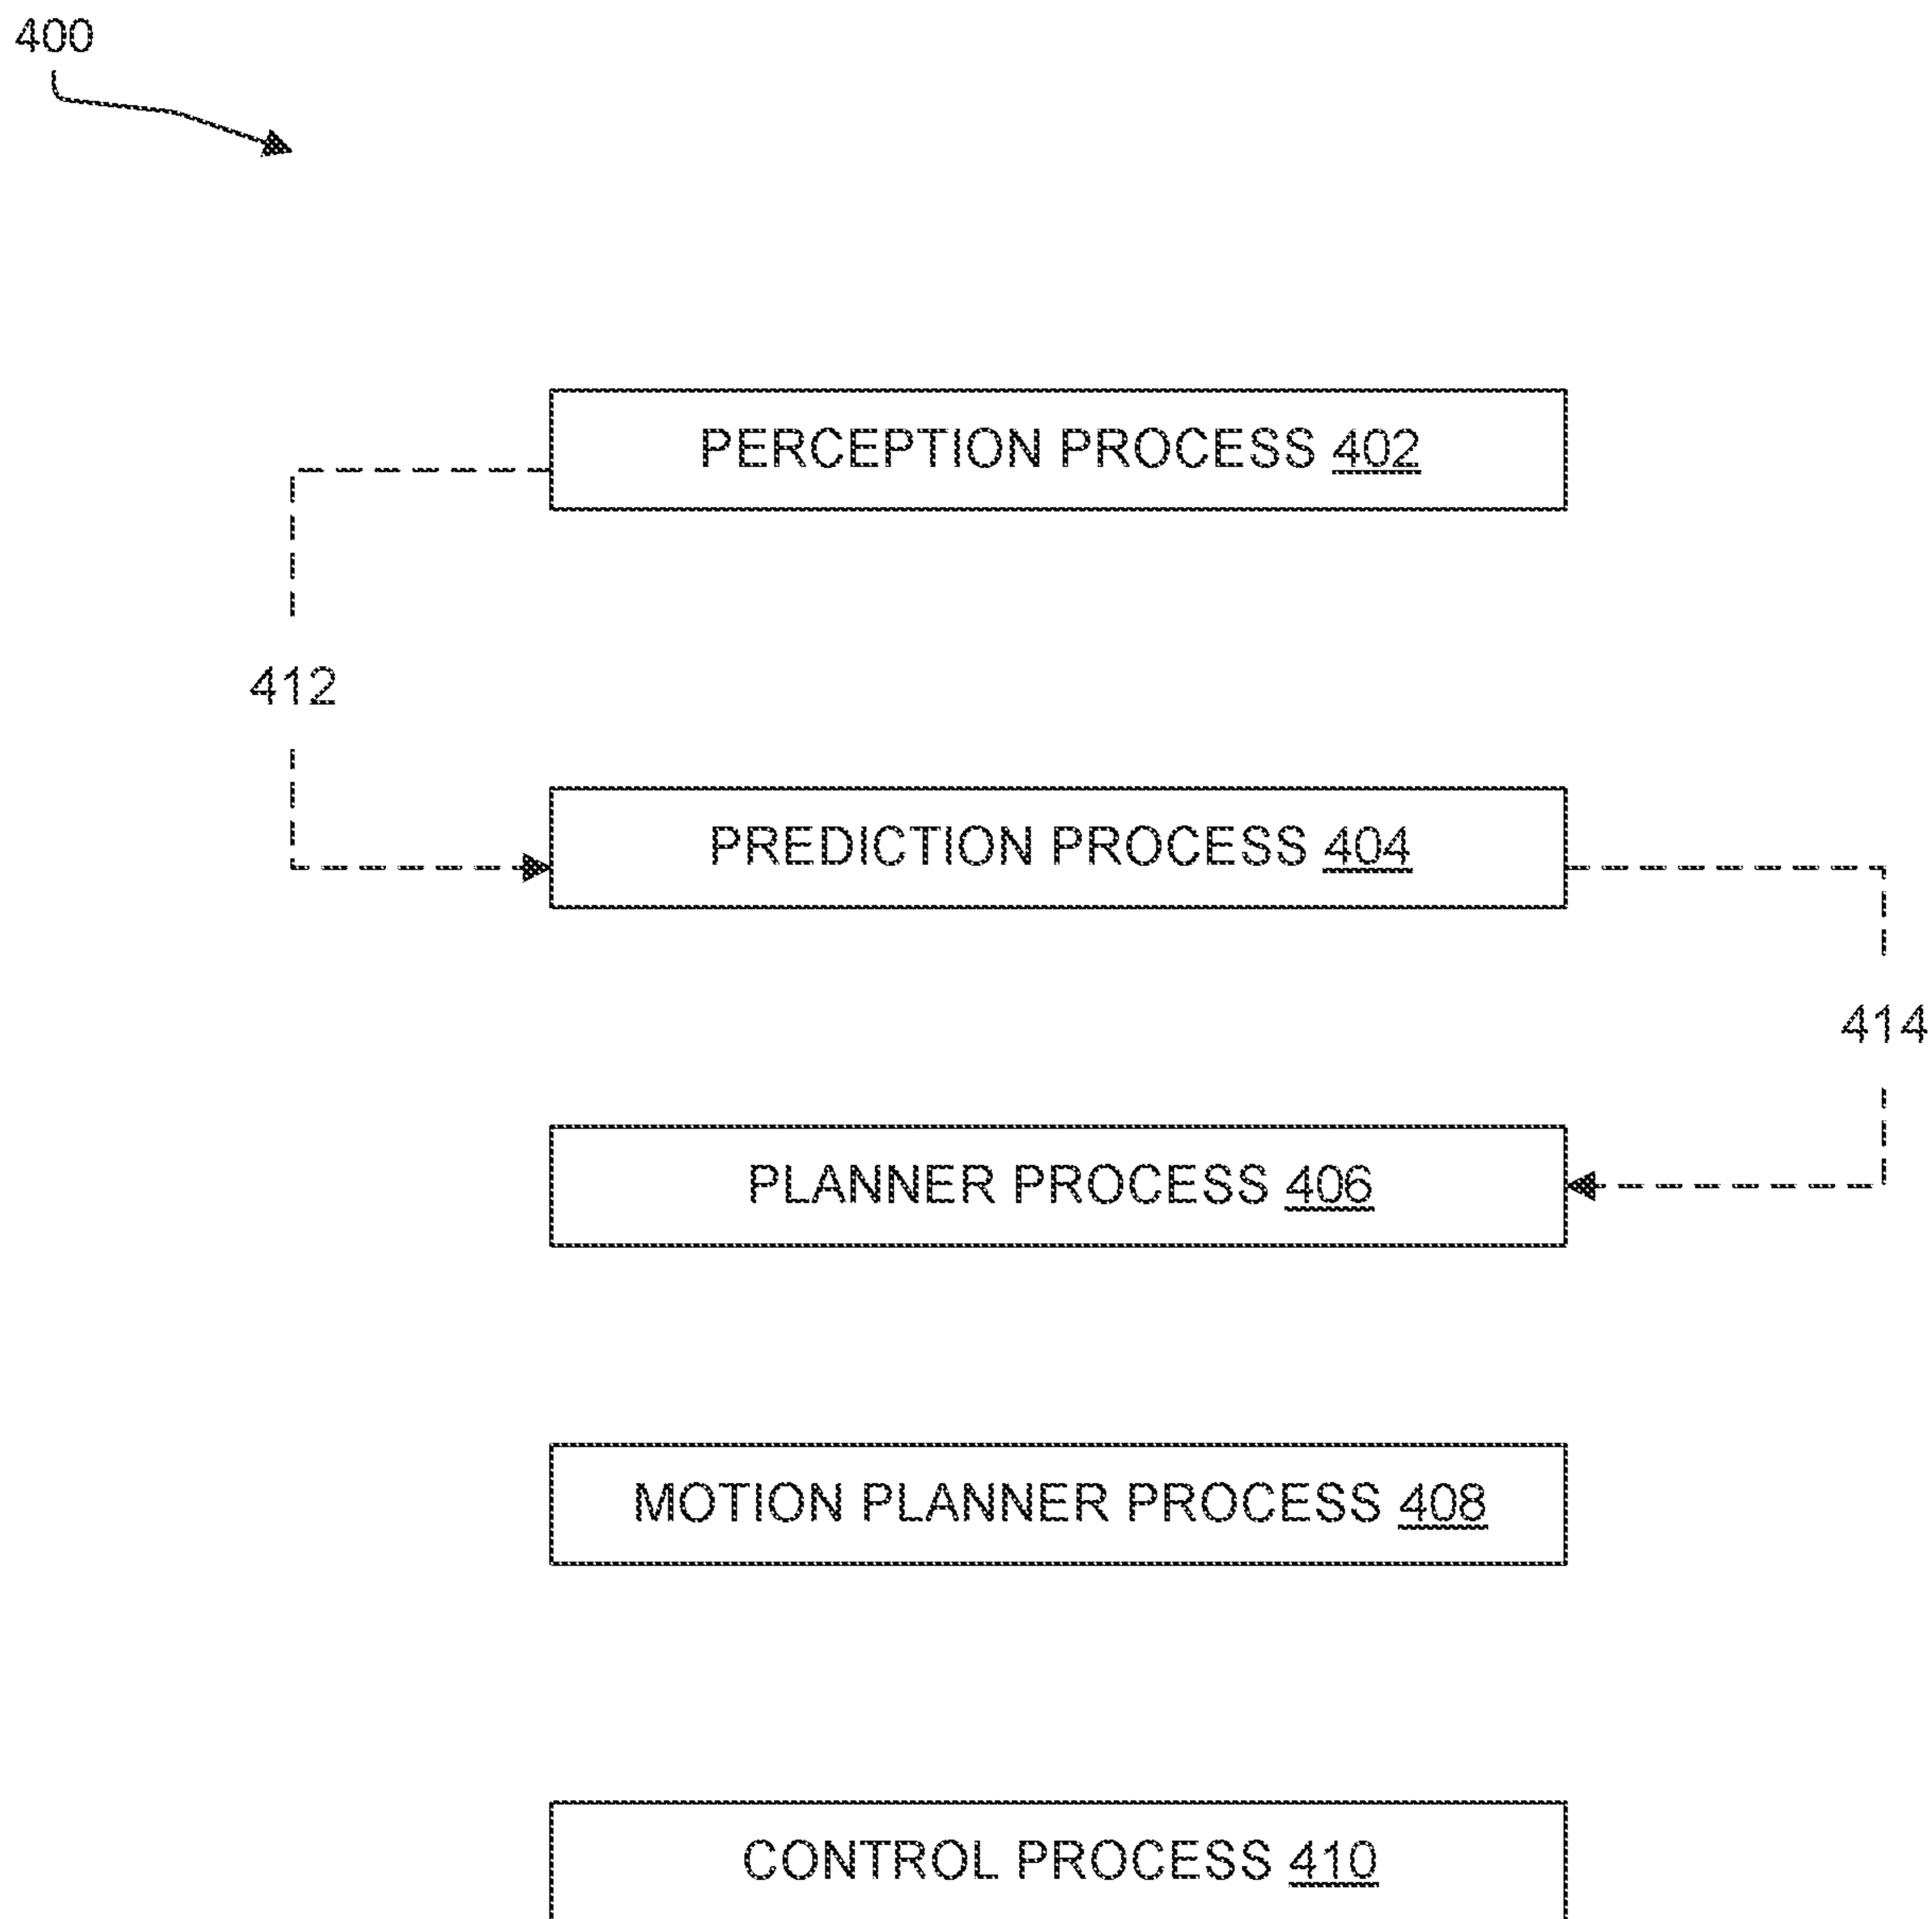 400
PERCEPTION PROCESS 402
412
PREDICTION PROCESS 404
414
PLANNER PROCESS 406
MOTION PLANNER PROCESS 408
CONTROL PROCESS 410